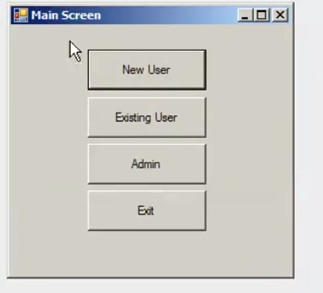 Main Screen
New User
Existing User
Admin
Exit